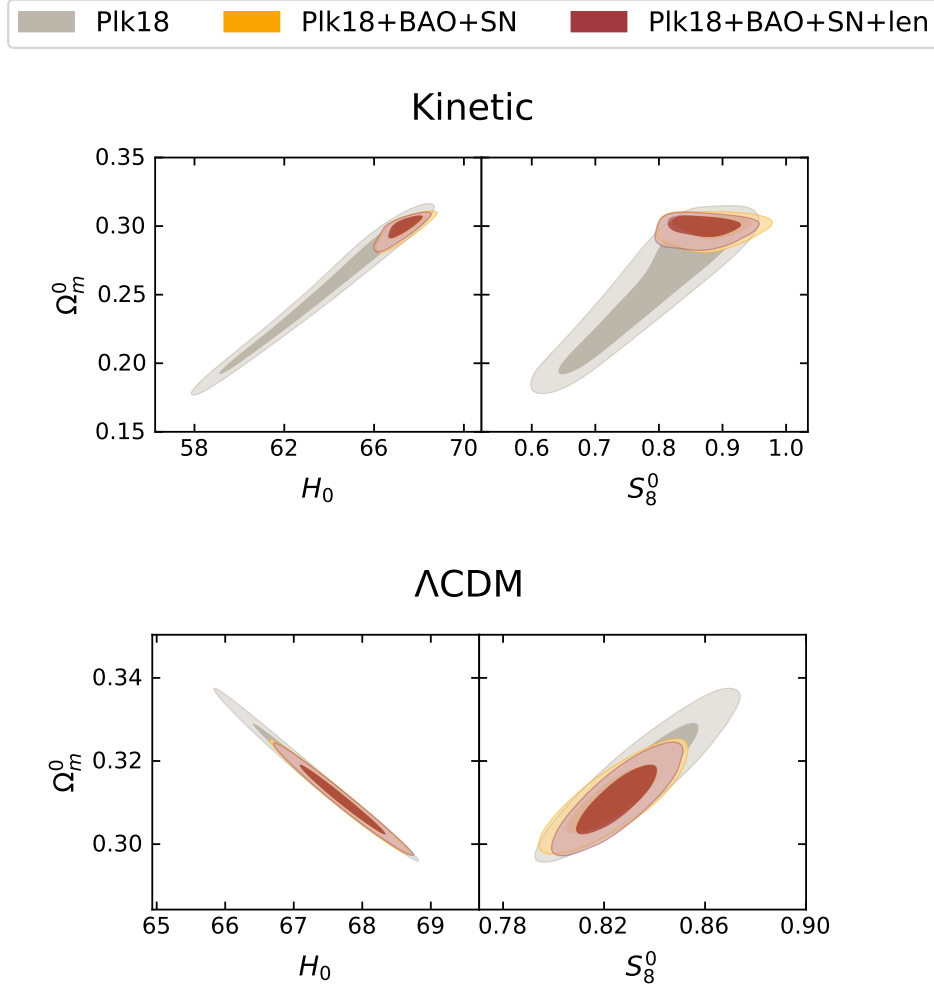 Plk18 Plk18+BAO+SN Plk18+BAO+SN+len
Kinetic
0.35
0.30
0.25
0.20
0.15
Ω⁰ₘ
58 62 66 70 0.6 0.7 0.8 0.9 1.0
H₀ S⁰₈
ΛCDM
0.34
0.32
0.30
Ω⁰ₘ
65 66 67 68 69 0.78 0.82 0.86 0.90
H₀ S⁰₈